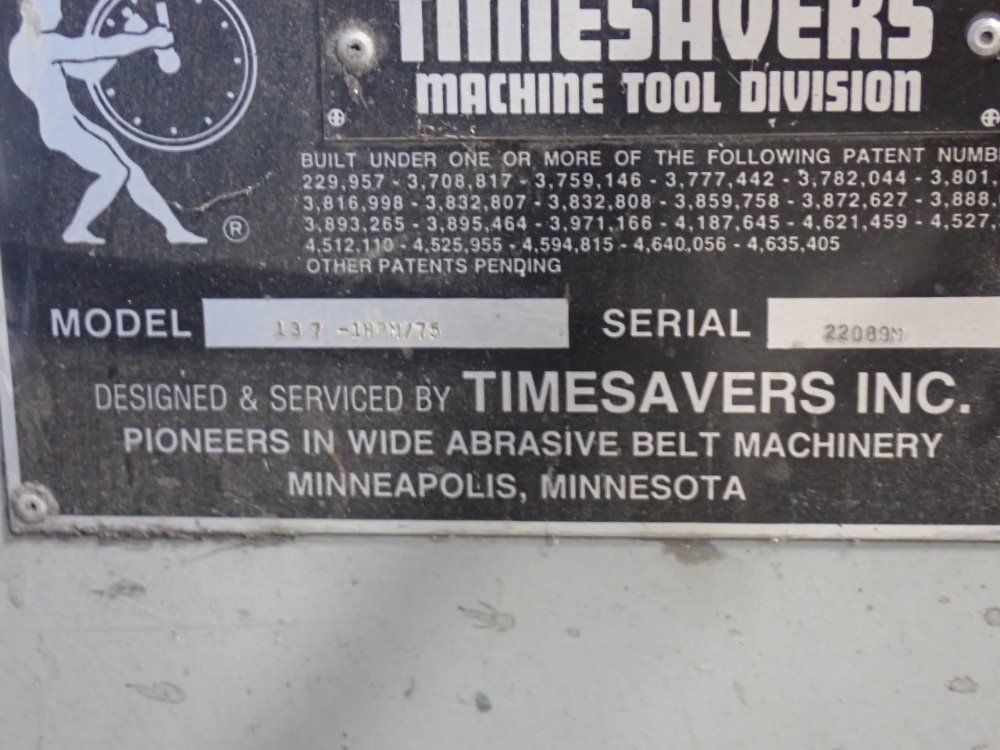 TIMESAVERS
MACHINE TOOL DIVISION
BUILT UNDER ONE OR MORE OF THE FOLLOWING PATENT NUMB
229,957 - 3,708,817 - 3,759,146 - 3,777,442 - 3,782,044 - 3,801,
3,816,998 - 3,832,807 - 3,832,808 - 3,859,758 - 3,872,627 - 3,888,
3,893,265 - 3,895,464 - 3,971,166 - 4,187,645 - 4,621,459 - 4,527,
4,512,110 - 4,525,955 - 4,594,815 - 4,640,056 - 4,635,405
OTHER PATENTS PENDING
®
MODEL 137 -1HPM/75 SERIAL 22089M
DESIGNED & SERVICED BY TIMESAVERS INC.
PIONEERS IN WIDE ABRASIVE BELT MACHINERY
MINNEAPOLIS, MINNESOTA